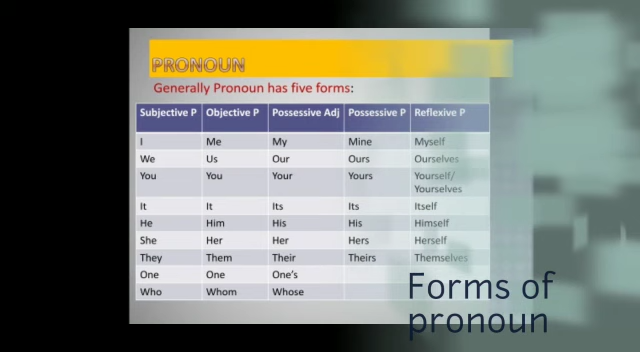 PRONOUN
Generally Pronoun has five forms:
Subjective P Objective P Possessive Adj Possessive P Reflexive P
I Me My Mine Myself
We Us Our Ours Ourselves
You You Your Yours Yourself/
Yourselves
It It Its Its Itself
He Him His His Himself
She Her Her Hers Herself
They Them Their Theirs Themselves
One One One's
Who Whom Whose
Forms of
pronoun